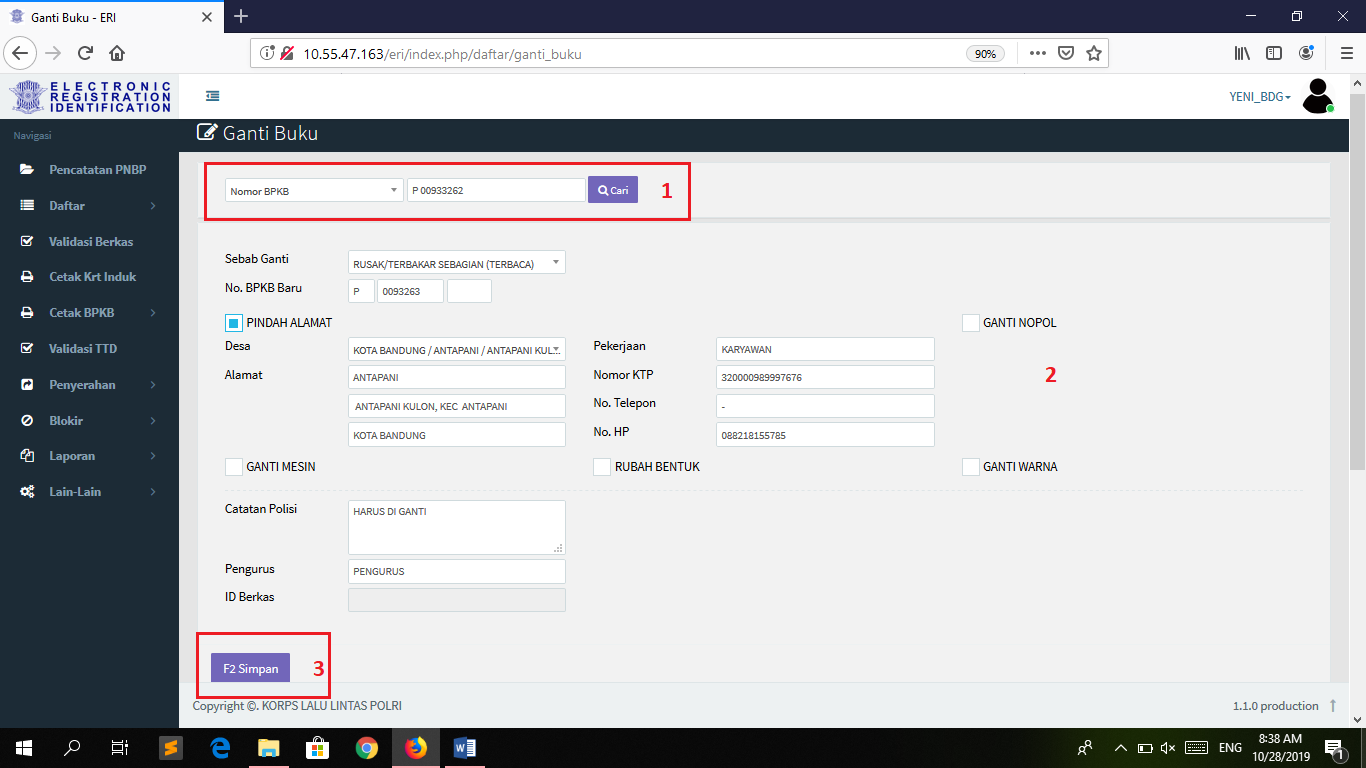 Ganti Buku - ERI
10.55.47.163/eri/index.php/daftar/ganti_buku
90%
ELECTRONIC
REGISTRATION
IDENTIFICATION
YENI_BDG
Navigasi
Pencatatan PNBP
Daftar
Validasi Berkas
Cetak Krt Induk
Cetak BPKB
Validasi TTD
Penyerahan
Blokir
Laporan
Lain-Lain
Ganti Buku
Nomor BPKB P 00933262 Cari 1
Sebab Ganti RUSAK/TERBAKAR SEBAGIAN (TERBACA)
No. BPKB Baru P 0093263
PINDAH ALAMAT GANTI NOPOL
Desa KOTA BANDUNG / ANTAPANI / ANTAPANI KUL... Pekerjaan KARYAWAN
Alamat ANTAPANI Nomor KTP 320000989997676 2
ANTAPANI KULON, KEC ANTAPANI No. Telepon -
KOTA BANDUNG No. HP 088218155785
GANTI MESIN RUBAH BENTUK GANTI WARNA
Catatan Polisi HARUS DI GANTI
Pengurus PENGURUS
ID Berkas
F2 Simpan 3
Copyright ©. KORPS LALU LINTAS POLRI 1.1.0 production
ENG
8:38 AM
10/28/2019
1